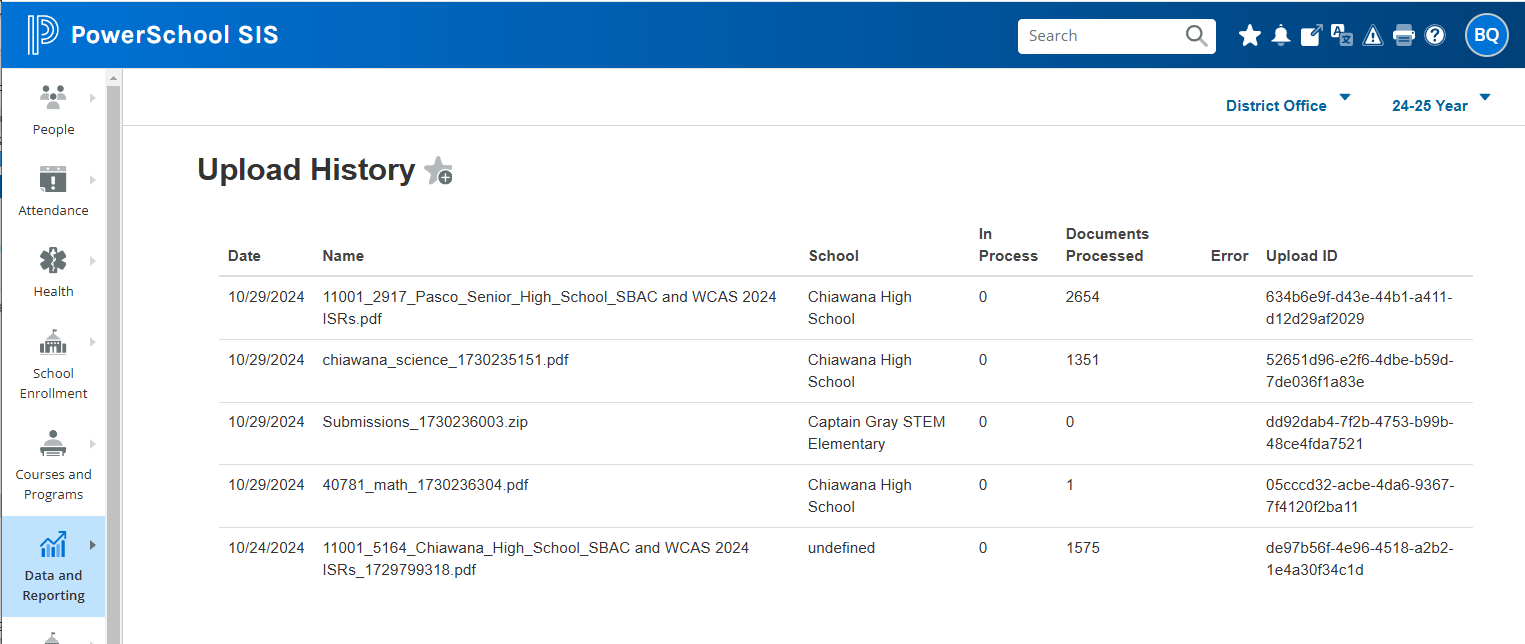 PowerSchool SIS
Search
BQ
People
Attendance
Health
School
Enrollment
Courses and
Programs
Data and
Reporting
District Office
24-25 Year
Upload History
Date Name School In Process Documents Processed Error Upload ID
10/29/2024 11001_2917_Pasco_Senior_High_School_SBAC and WCAS 2024 Chiawana High 0 2654 634b6e9f-d43e-44b1-a411-
ISRs.pdf School d12d29af2029
10/29/2024 chiawana_science_1730235151.pdf Chiawana High 0 1351 52651d96-e2f6-4dbe-b59d-
School 7de036f1a83e
10/29/2024 Submissions_1730236003.zip Captain Gray STEM 0 0 dd92dab4-7f2b-4753-b99b-
Elementary 48ce4fda7521
10/29/2024 40781_math_1730236304.pdf Chiawana High 0 1 05cccd32-acbe-4da6-9367-
School 7f4120f2ba11
10/24/2024 11001_5164_Chiawana_High_School_SBAC and WCAS 2024 undefined 0 1575 de97b56f-4e96-4518-a2b2-
ISRs_1729799318.pdf 1e4a30f34c1d